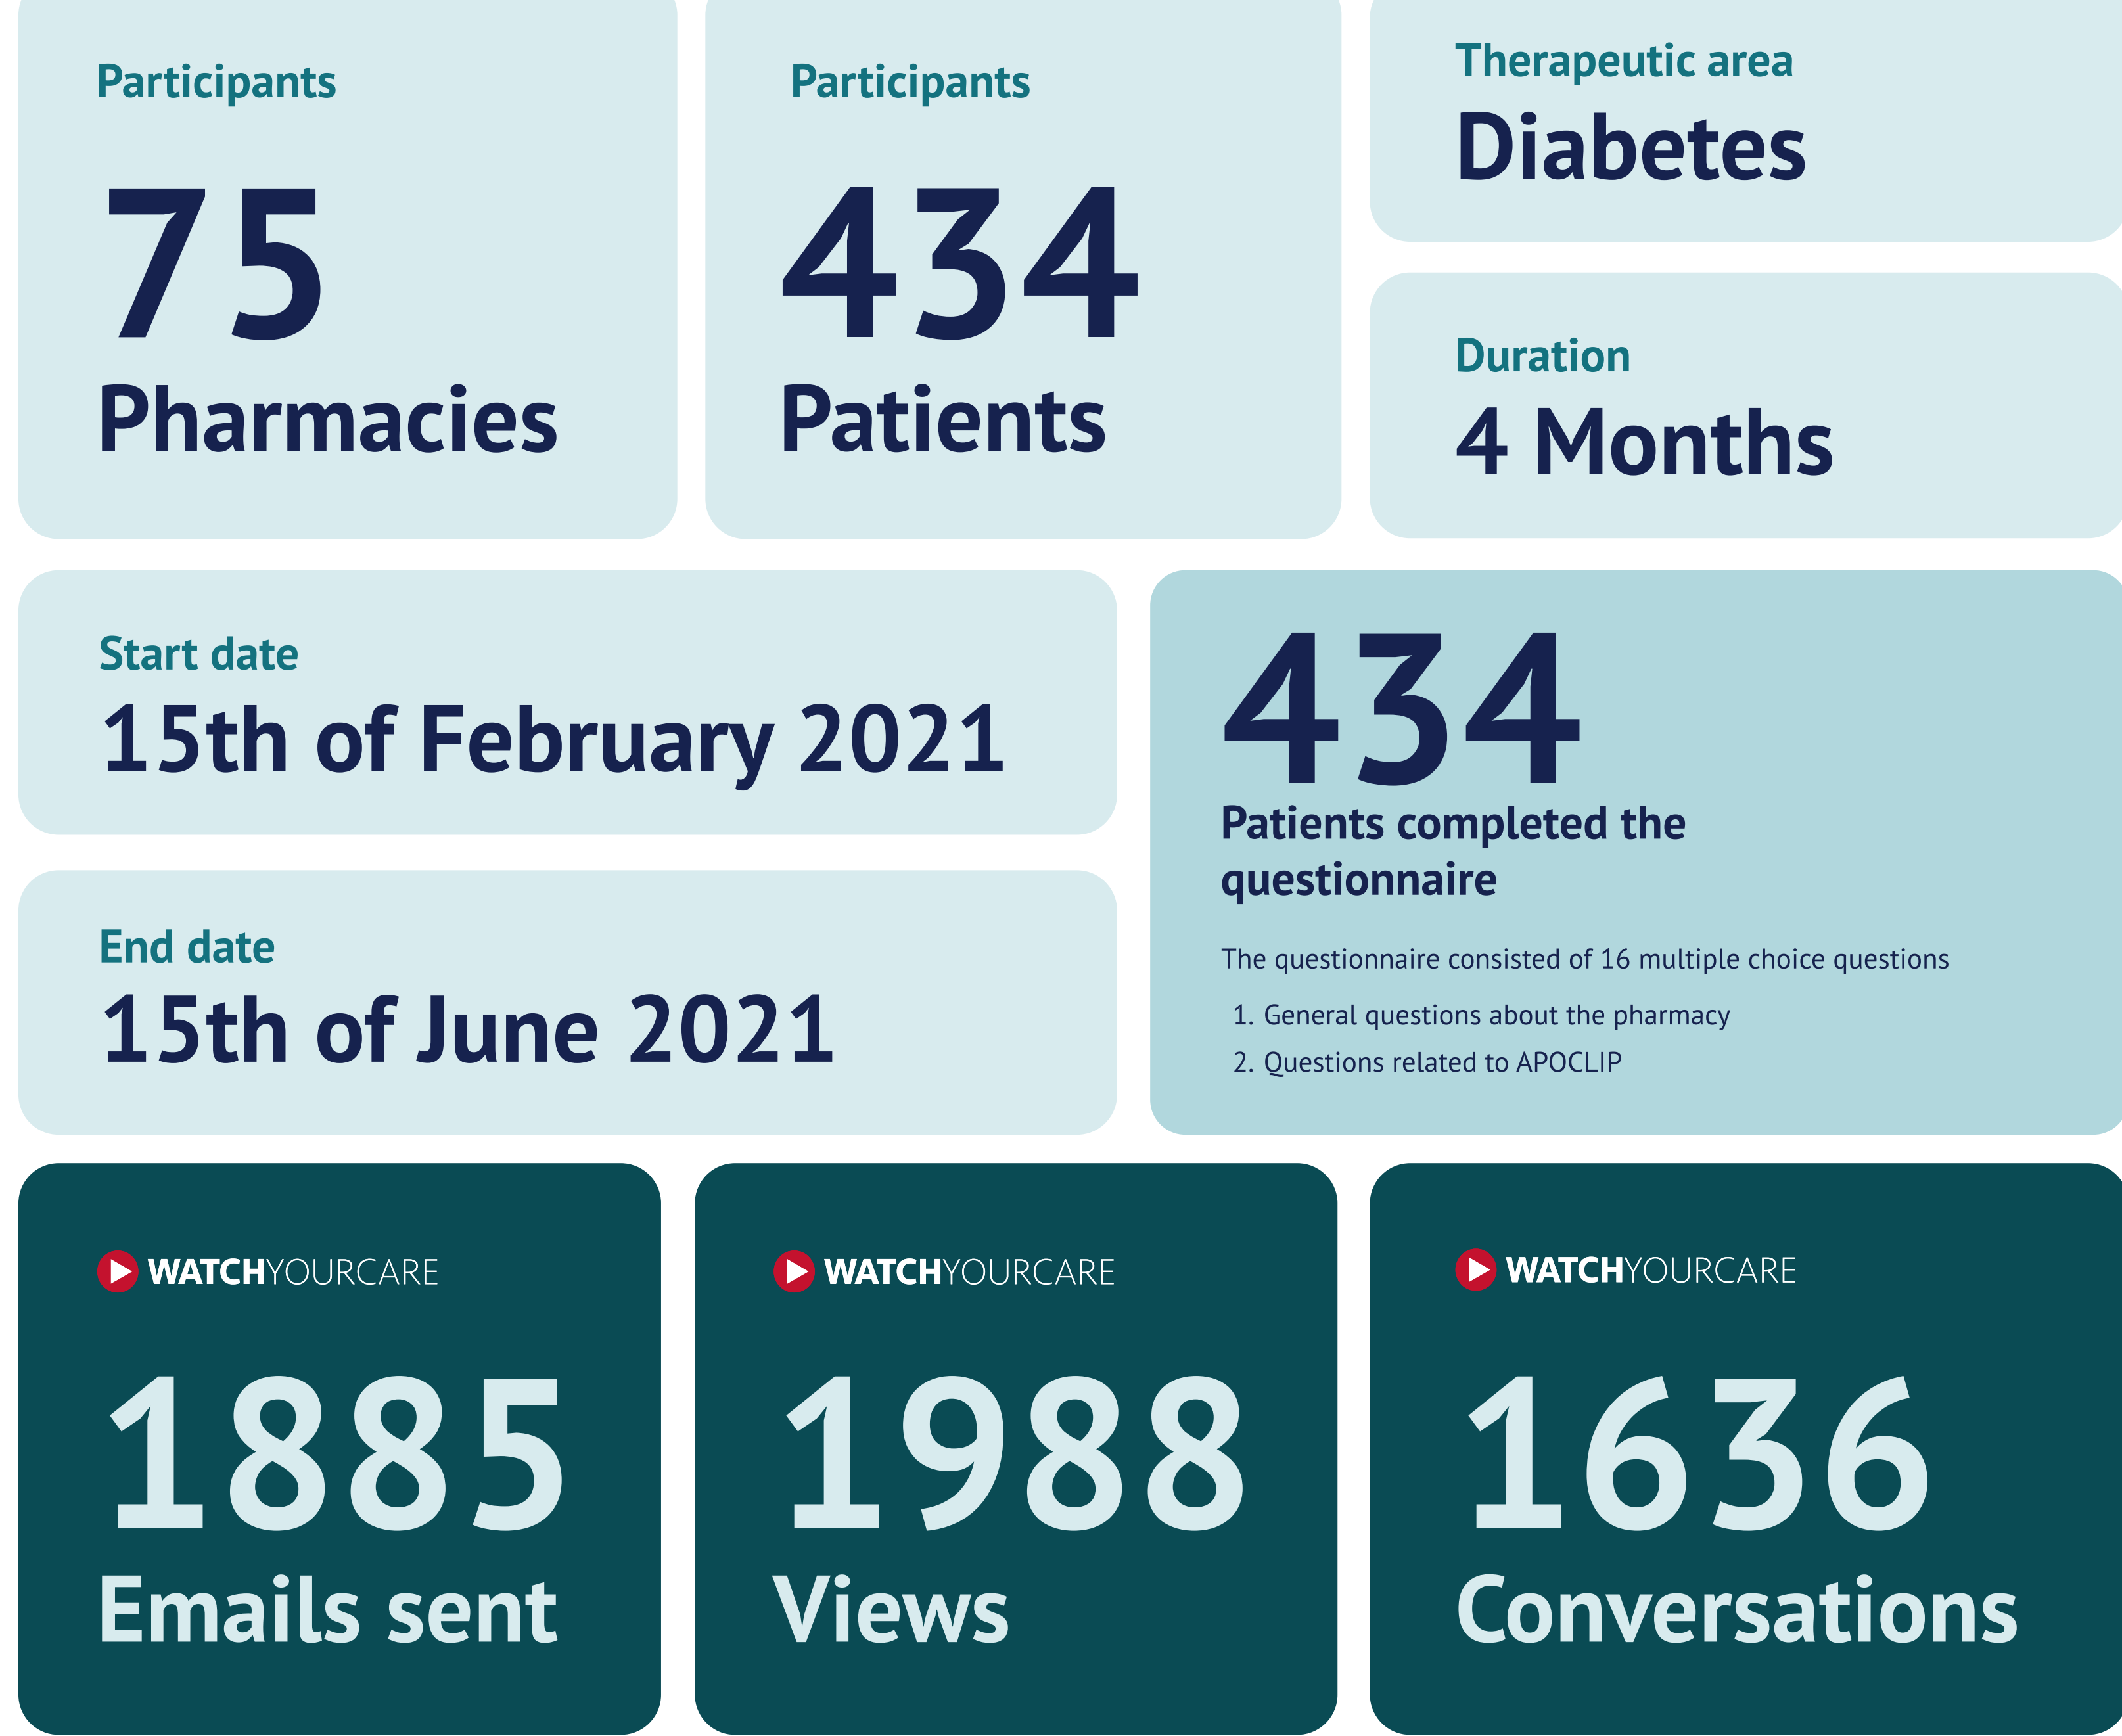 Participants
75
Pharmacies
Participants
434
Patients
Therapeutic area
Diabetes
Duration
4 Months
Start date
15th of February 2021
End date
15th of June 2021
434
Patients completed the
questionnaire
The questionnaire consisted of 16 multiple choice questions
1. General questions about the pharmacy
2. Questions related to APOCLIP
WATCHYOURCARE
1885
Emails sent
WATCHYOURCARE
1988
Views
WATCHYOURCARE
1636
Conversations